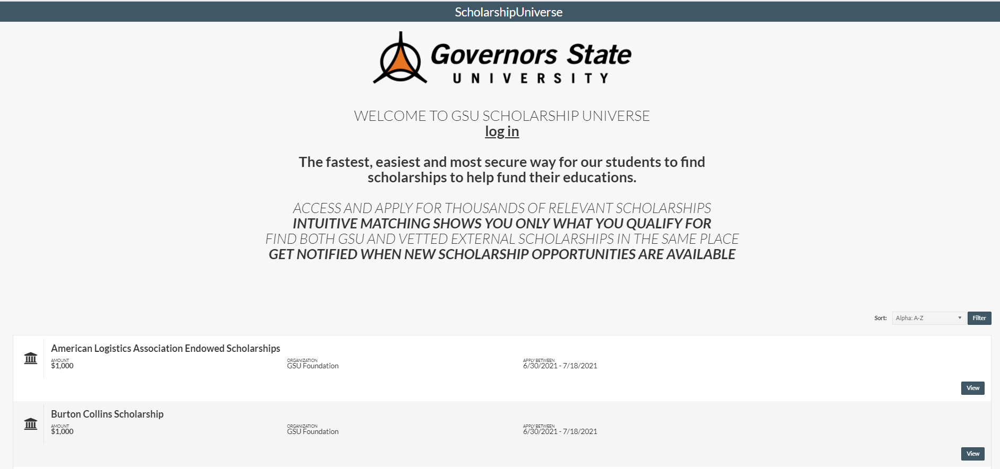 ScholarshipUniverse
Governors State
UNIVERSITY
WELCOME TO GSU SCHOLARSHIP UNIVERSE
log in
The fastest, easiest and most secure way for our students to find
scholarships to help fund their educations.
ACCESS AND APPLY FOR THOUSANDS OF RELEVANT SCHOLARSHIPS
INTUITIVE MATCHING SHOWS YOU ONLY WHAT YOU QUALIFY FOR
FIND BOTH GSU AND VETTED EXTERNAL SCHOLARSHIPS IN THE SAME PLACE
GET NOTIFIED WHEN NEW SCHOLARSHIP OPPORTUNITIES ARE AVAILABLE
Sort: Alpha: A-Z Filter
American Logistics Association Endowed Scholarships
AMOUNT ORGANIZATION APPLY BETWEEN
$1,000 GSU Foundation 6/30/2021 - 7/18/2021
View
Burton Collins Scholarship
AMOUNT ORGANIZATION APPLY BETWEEN
$1,000 GSU Foundation 6/30/2021 - 7/18/2021
View